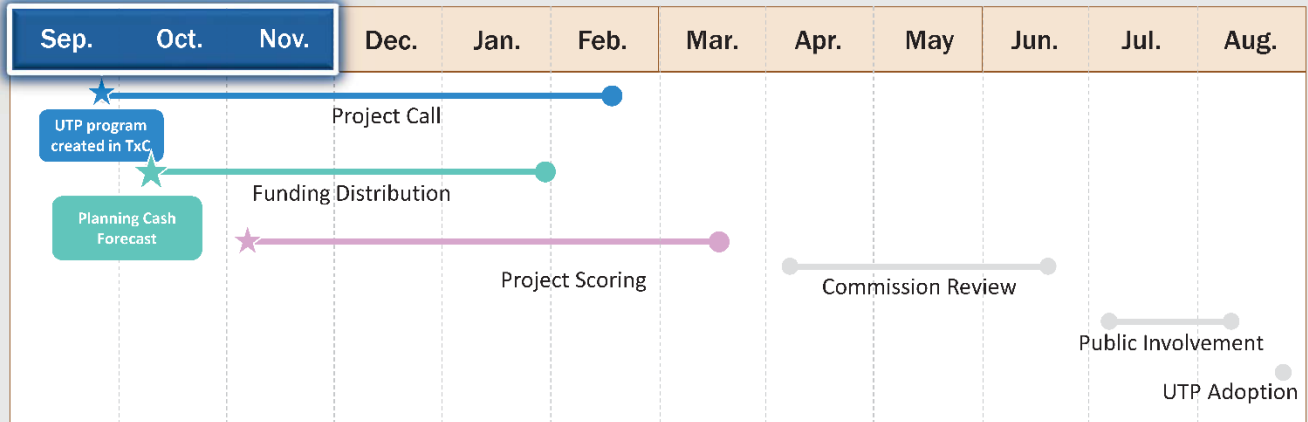 Sep. Oct. Nov. Dec. Jan. Feb. Mar. Apr. May Jun. Jul. Aug.
Project Call
UTP program
created in TxC
Funding Distribution
Planning Cash
Forecast
Project Scoring
Commission Review
Public Involvement
UTP Adoption